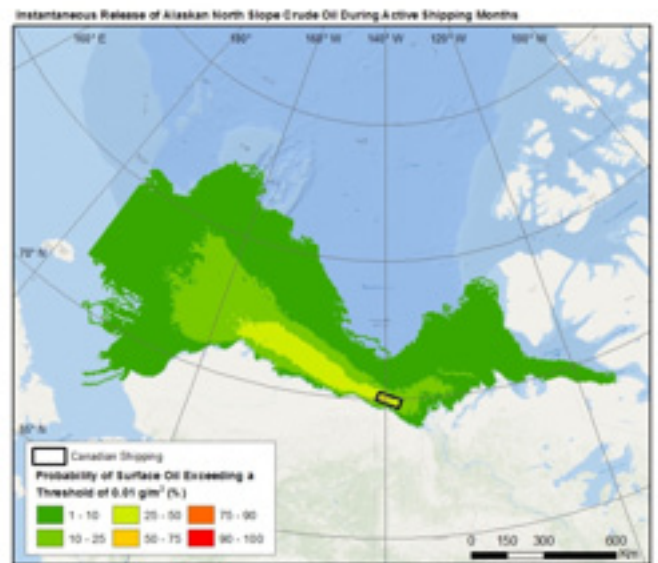 Instantaneous Release of Alaskan North Slope Crude Oil During Active Shipping Months
160° E
180°
160° W
140° W
120° W
100° W
70° N
65° N
Canadian Shipping
Probability of Surface Oil Exceeding a
Threshold of 0.01 g/m² (%)
1 - 10
25 - 50
75 - 90
10 - 25
50 - 75
90 - 100
0 150 300 600
Km